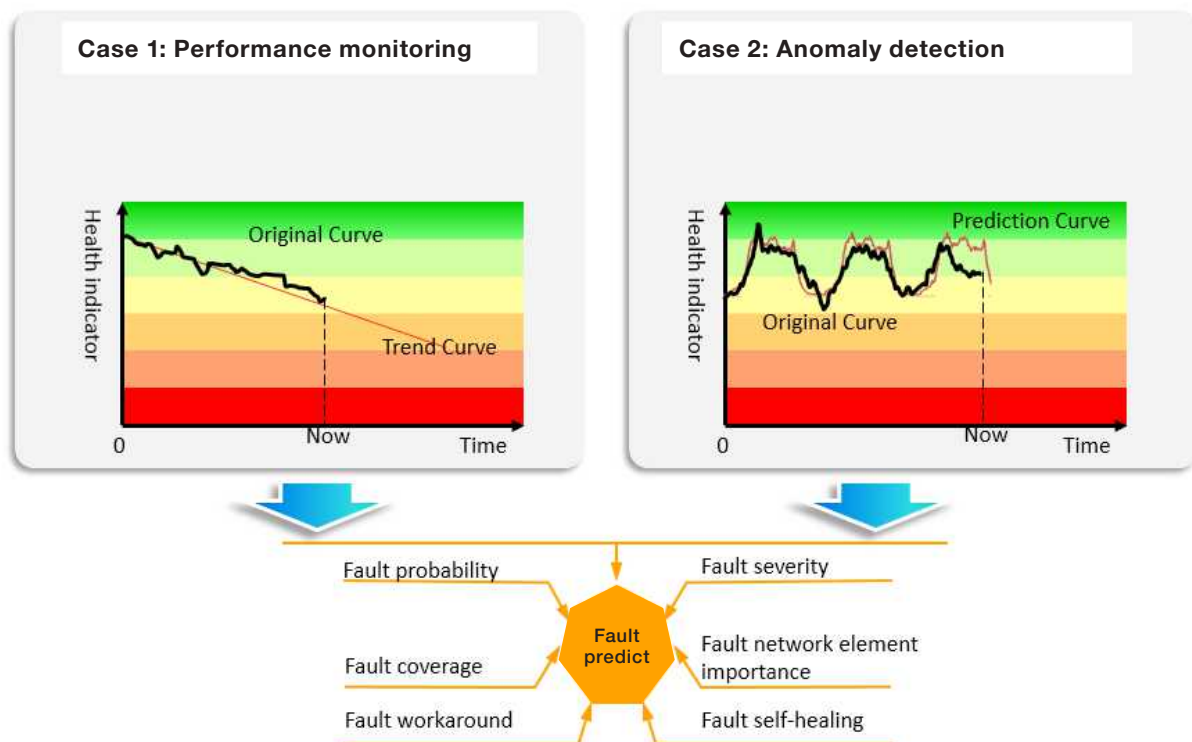 Case 1: Performance monitoring
Health indicator
Original Curve
Trend Curve
0
Now
Time
Case 2: Anomaly detection
Health indicator
Prediction Curve
Original Curve
0
Now
Time
Fault probability
Fault severity
Fault
predict
Fault coverage
Fault network element
importance
Fault workaround
Fault self-healing